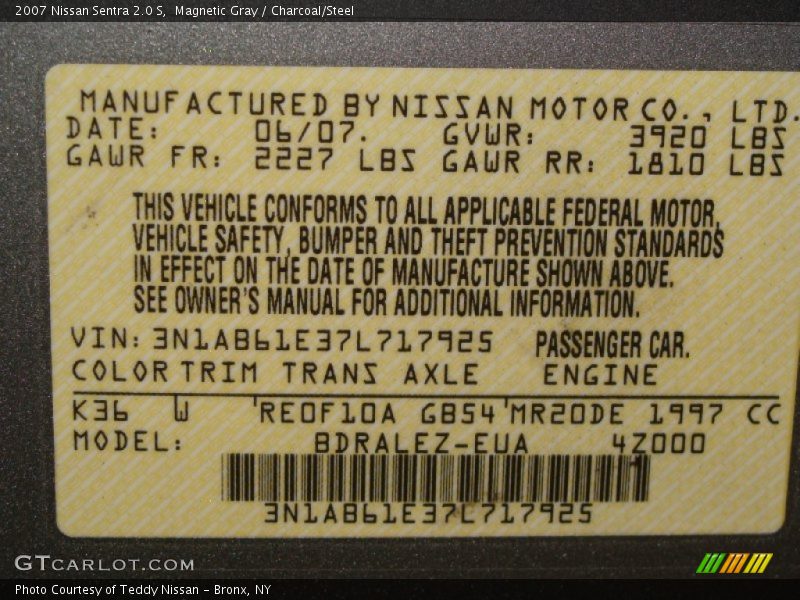 2007 Nissan Sentra 2.0 S,  Magnetic Gray / Charcoal/Steel
MANUFACTURED BY NISSAN MOTOR CO., LTD.
DATE: 06/07. GVWR: 3920 LBS
GAWR FR: 2227 LBS GAWR RR: 1810 LBS
THIS VEHICLE CONFORMS TO ALL APPLICABLE FEDERAL MOTOR
VEHICLE SAFETY, BUMPER AND THEFT PREVENTION STANDARDS
IN EFFECT ON THE DATE OF MANUFACTURE SHOWN ABOVE.
SEE OWNER'S MANUAL FOR ADDITIONAL INFORMATION.
VIN: 3N1AB61E37L717925 PASSENGER CAR.
COLOR TRIM TRANS AXLE ENGINE
K36 W RE0F10A GB54 MR20DE 1997 CC
MODEL: BDRALEZ-EUA 4Z000
3N1AB61E37L717925
GTCARLOT.COM
Photo Courtesy of Teddy Nissan - Bronx, NY